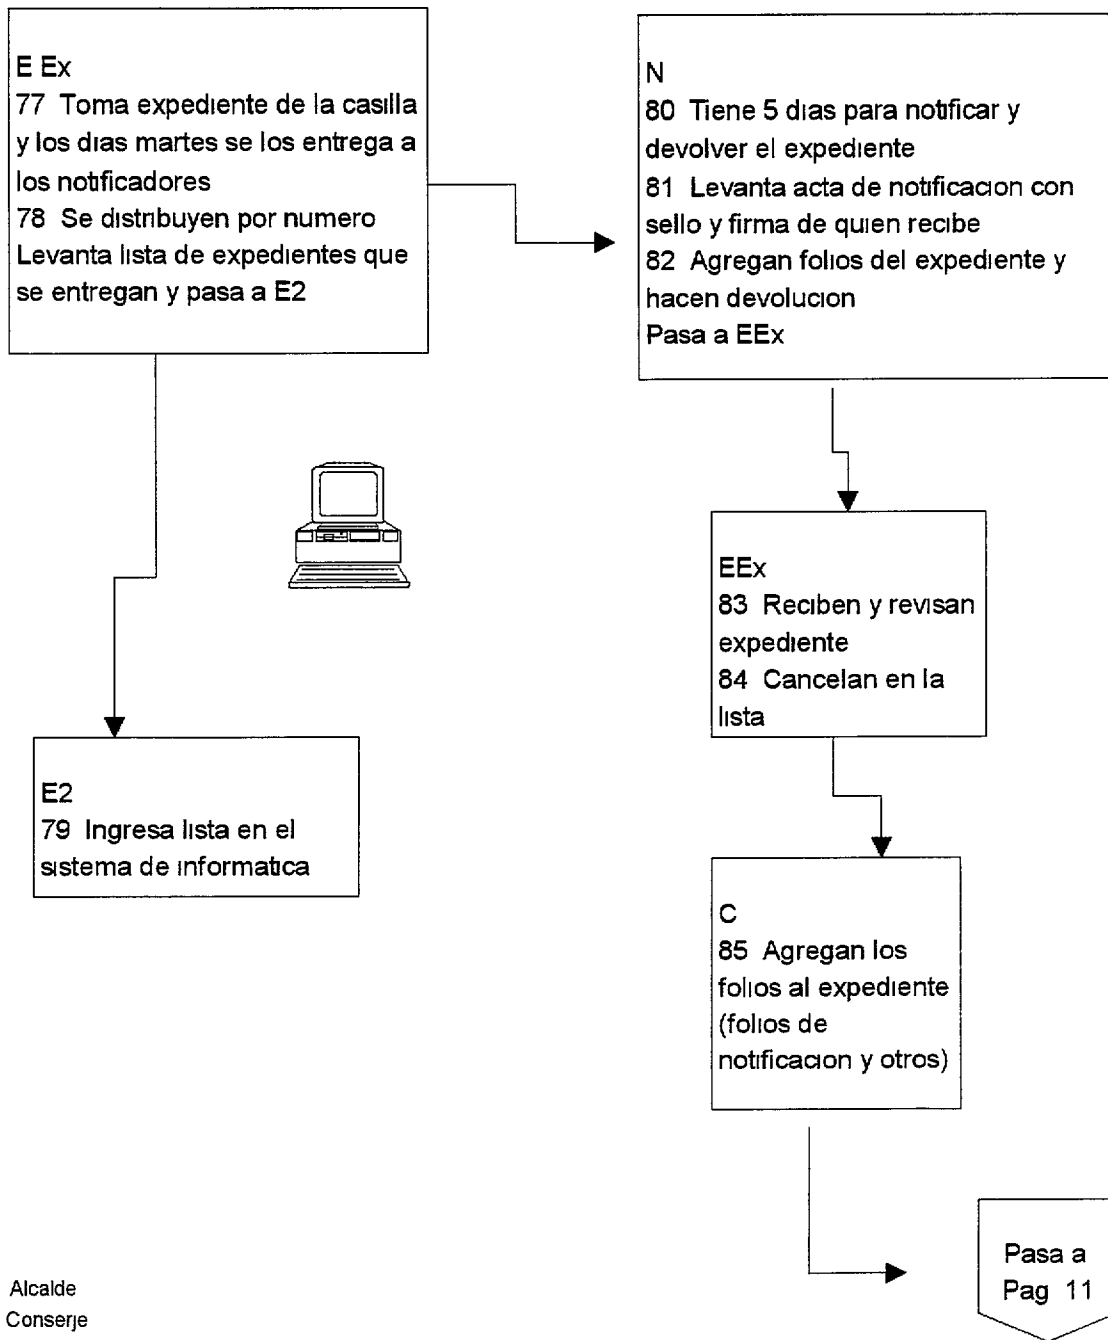 E Ex
77 Toma expediente de la casilla
y los dias martes se los entrega a
los notificadores
78 Se distribuyen por numero
Levanta lista de expedientes que
se entregan y pasa a E2
N
80 Tiene 5 dias para notificar y
devolver el expediente
81 Levanta acta de notificacion con
sello y firma de quien recibe
82 Agregan folios del expediente y
hacen devolucion
Pasa a EEx
EEx
83 Reciben y revisan
expediente
84 Cancelan en la
lista
E2
79 Ingresa lista en el
sistema de informatica
C
85 Agregan los
folios al expediente
(folios de
notificacion y otros)
Pasa a
Pag 11
Alcalde
Conserje